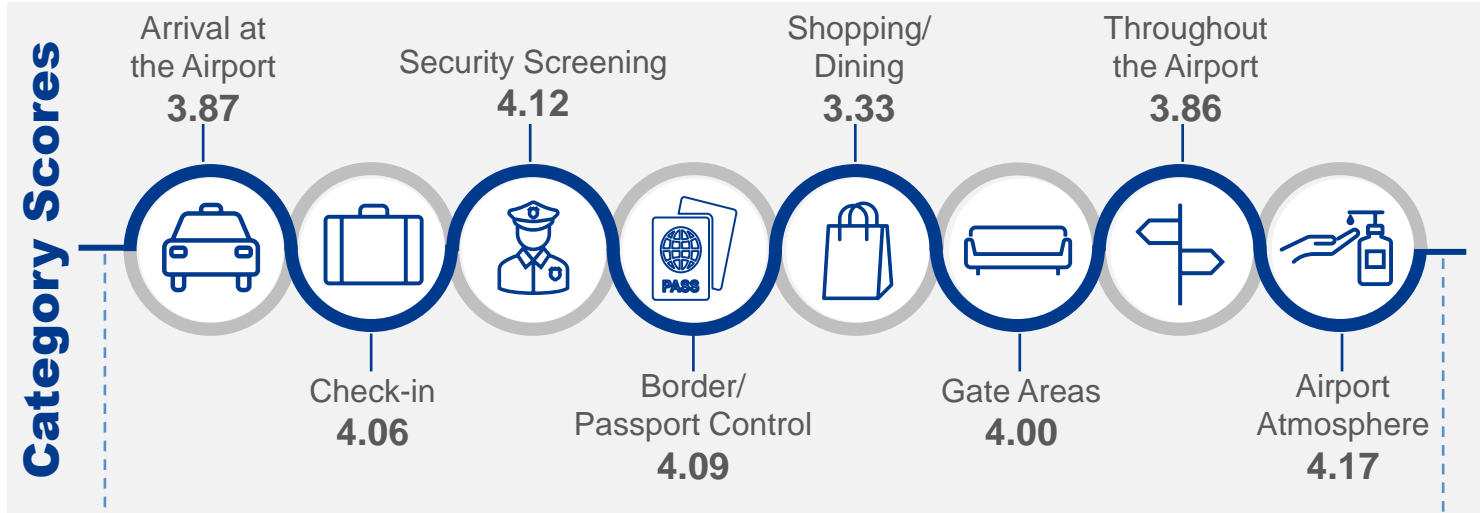 Category Scores
Arrival at
the Airport
3.87
Check-in
4.06
Security Screening
4.12
PASS
Border/
Passport Control
4.09
Shopping/
Dining
3.33
Gate Areas
4.00
Throughout
the Airport
3.86
Airport
Atmosphere
4.17